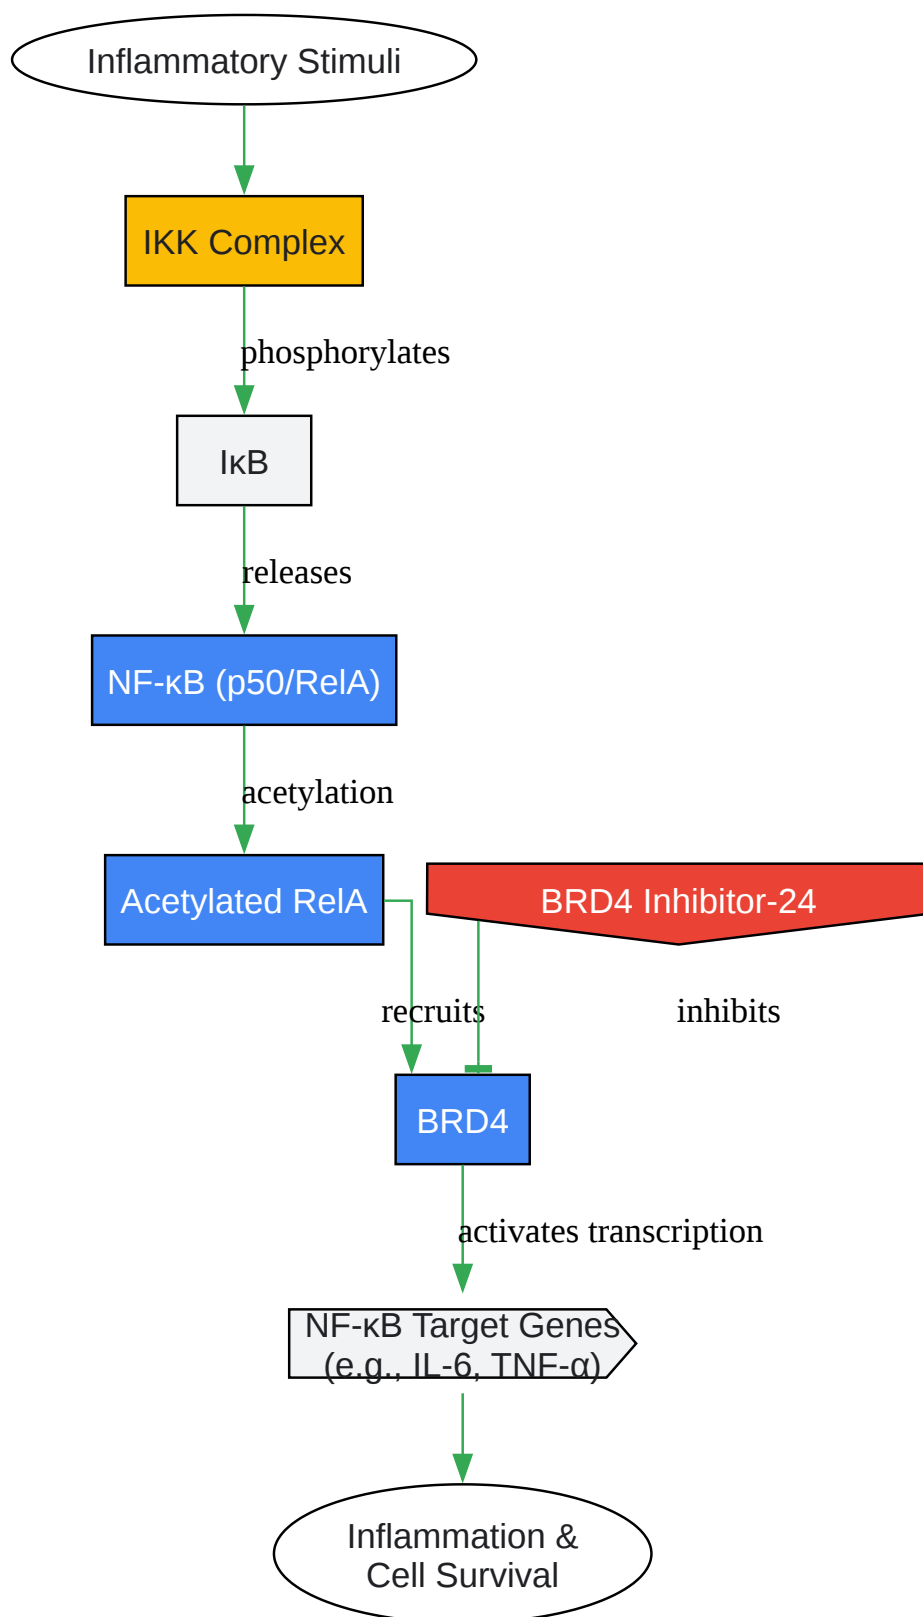 Inflammatory Stimuli
IKK Complex
phosphorylates
IκB
releases
NF-κB (p50/RelA)
acetylation
Acetylated RelA
BRD4 Inhibitor-24
recruits
inhibits
BRD4
activates transcription
NF-κB Target Genes
(e.g., IL-6, TNF-α)
Inflammation &
Cell Survival